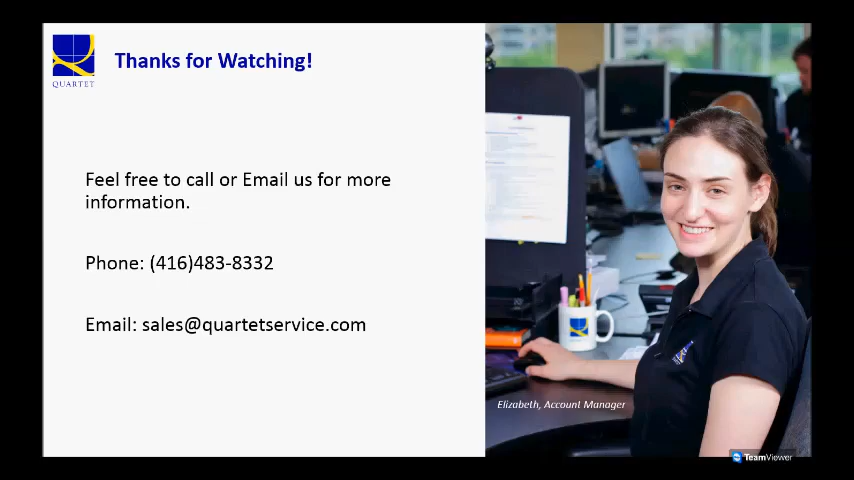 QUARTET
Thanks for Watching!
Feel free to call or Email us for more
information.
Phone: (416)483-8332
Email: sales@quartetservice.com
Elizabeth, Account Manager
TeamViewer